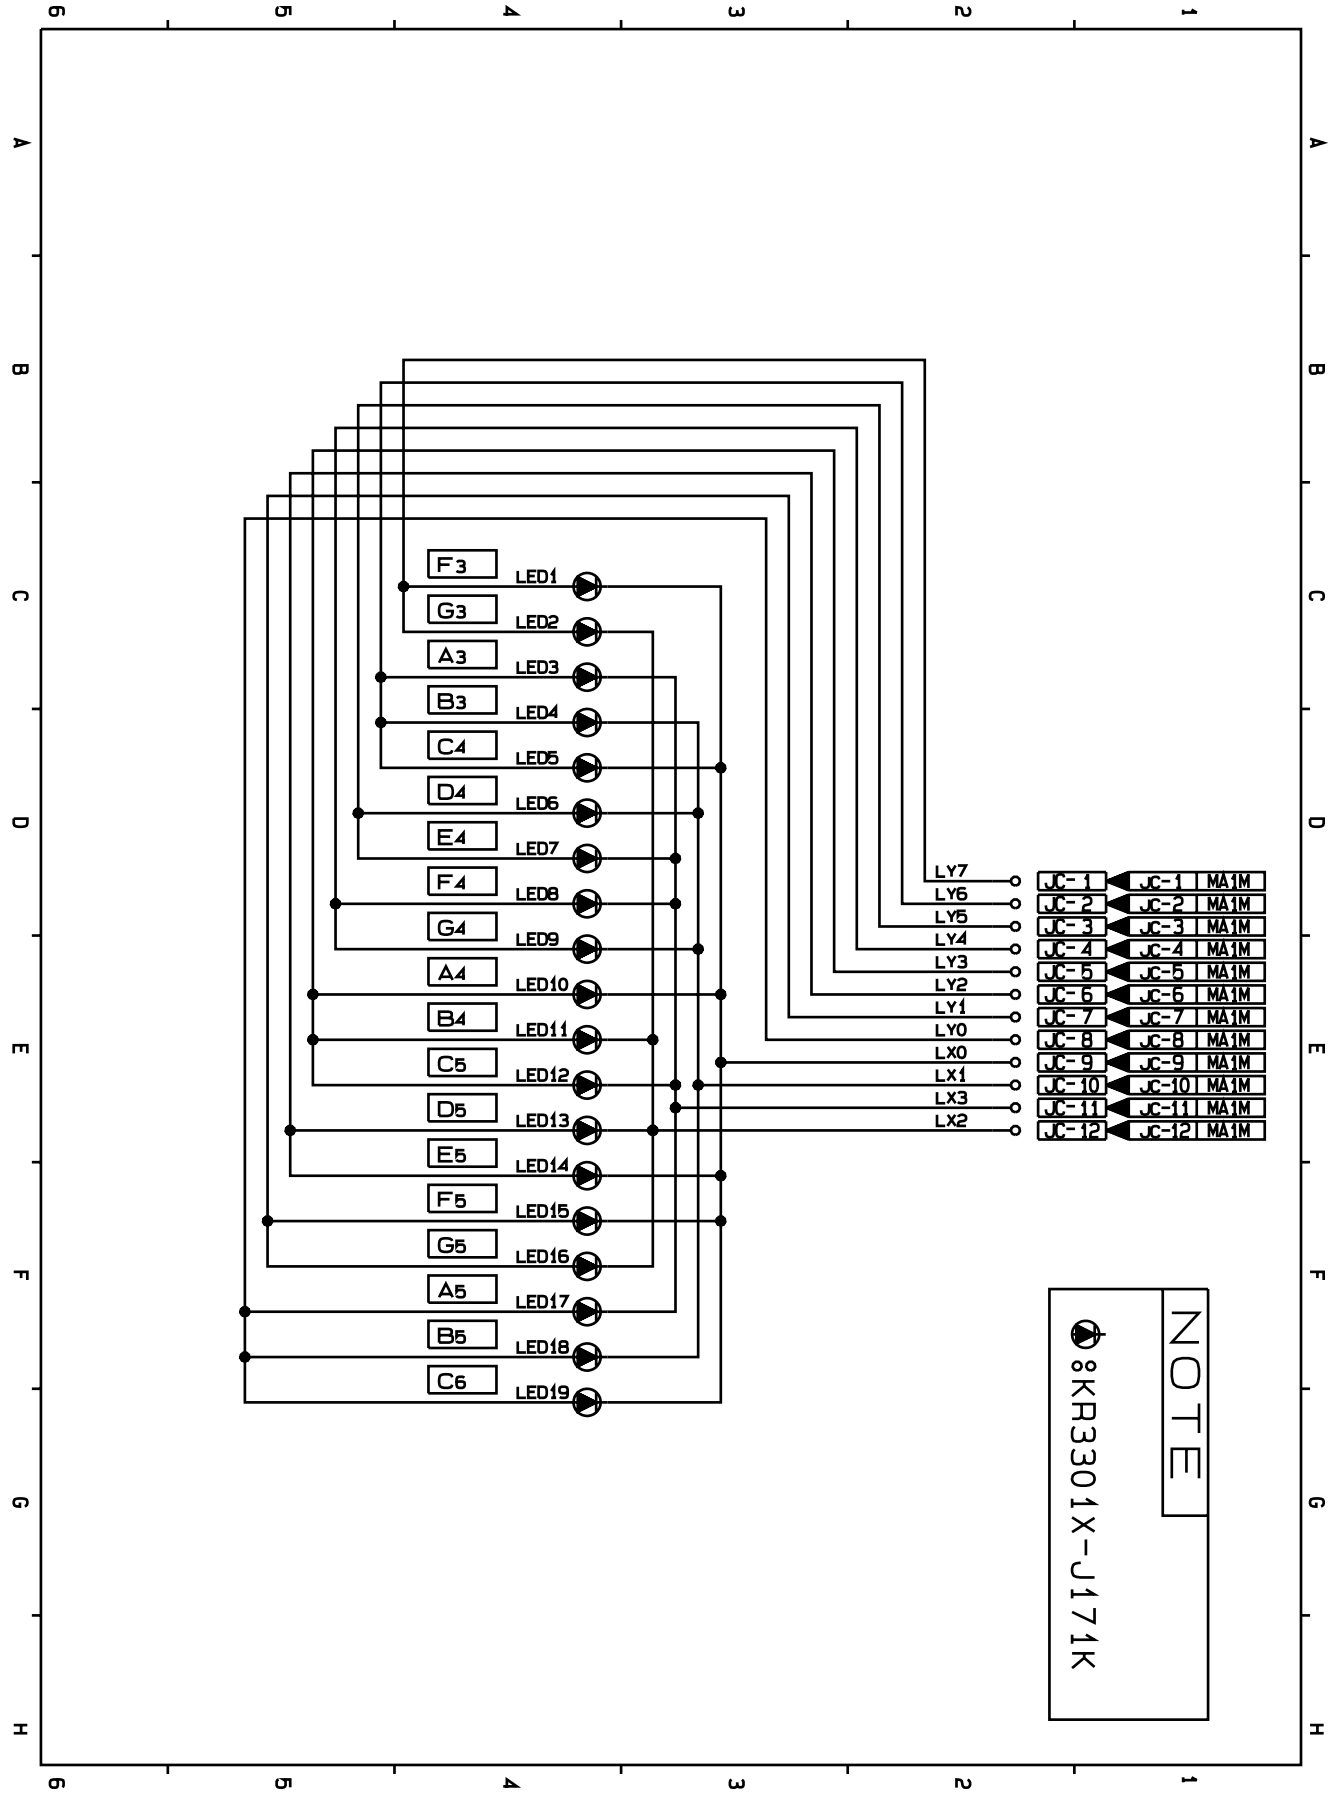 6 5 4 3 2 1
A A
B B
C C
D D
E E
F F
G G
H H
F3 LED1
G3 LED2
A3 LED3
B3 LED4
C4 LED5
D4 LED6
E4 LED7
F4 LED8
G4 LED9
A4 LED10
B4 LED11
C5 LED12
D5 LED13
E5 LED14
F5 LED15
G5 LED16
A5 LED17
B5 LED18
C6 LED19
LY7 JC-1 JC-1 MA1M
LY6 JC-2 JC-2 MA1M
LY5 JC-3 JC-3 MA1M
LY4 JC-4 JC-4 MA1M
LY3 JC-5 JC-5 MA1M
LY2 JC-6 JC-6 MA1M
LY1 JC-7 JC-7 MA1M
LY0 JC-8 JC-8 MA1M
LX0 JC-9 JC-9 MA1M
LX1 JC-10 JC-10 MA1M
LX3 JC-11 JC-11 MA1M
LX2 JC-12 JC-12 MA1M
NOTE
:KR3301X-J171K
6 5 4 3 2 1